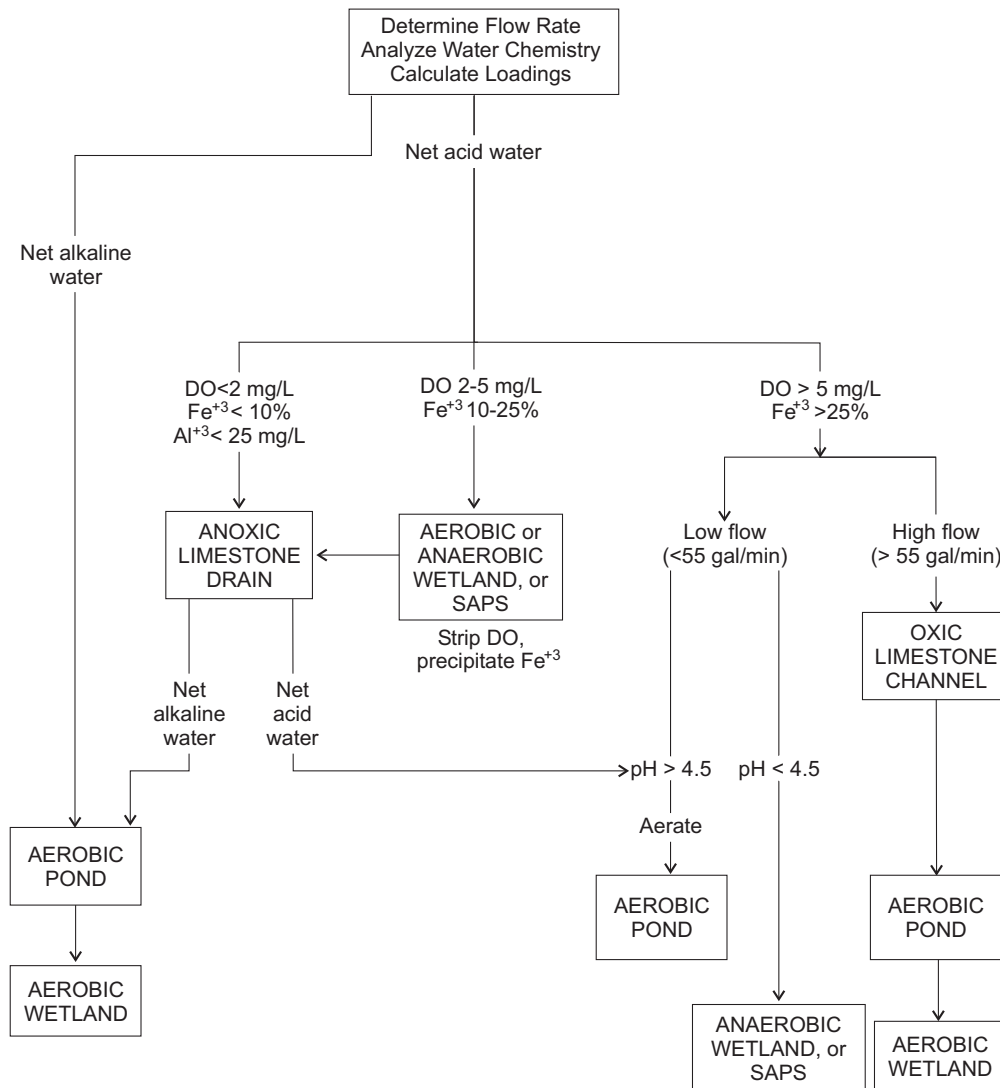 Determine Flow Rate
Analyze Water Chemistry
Calculate Loadings
Net acid water
Net alkaline
water
DO<2 mg/L
Fe⁺³< 10%
Al⁺³< 25 mg/L
DO 2-5 mg/L
Fe⁺³ 10-25%
DO > 5 mg/L
Fe⁺³ >25%
ANOXIC
LIMESTONE
DRAIN
AEROBIC or
ANAEROBIC
WETLAND, or
SAPS
Strip DO,
precipitate Fe⁺³
Low flow
(<55 gal/min)
High flow
(> 55 gal/min)
OXIC
LIMESTONE
CHANNEL
Net
alkaline
water
Net
acid
water
pH > 4.5
pH < 4.5
Aerate
AEROBIC
POND
AEROBIC
POND
AEROBIC
POND
AEROBIC
WETLAND
ANAEROBIC
WETLAND, or
SAPS
AEROBIC
WETLAND